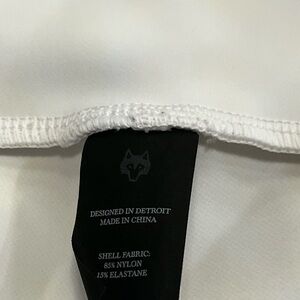 DESIGNED IN DETROIT
MADE IN CHINA
SHELL FABRIC:
85% NYLON
15% ELASTANE